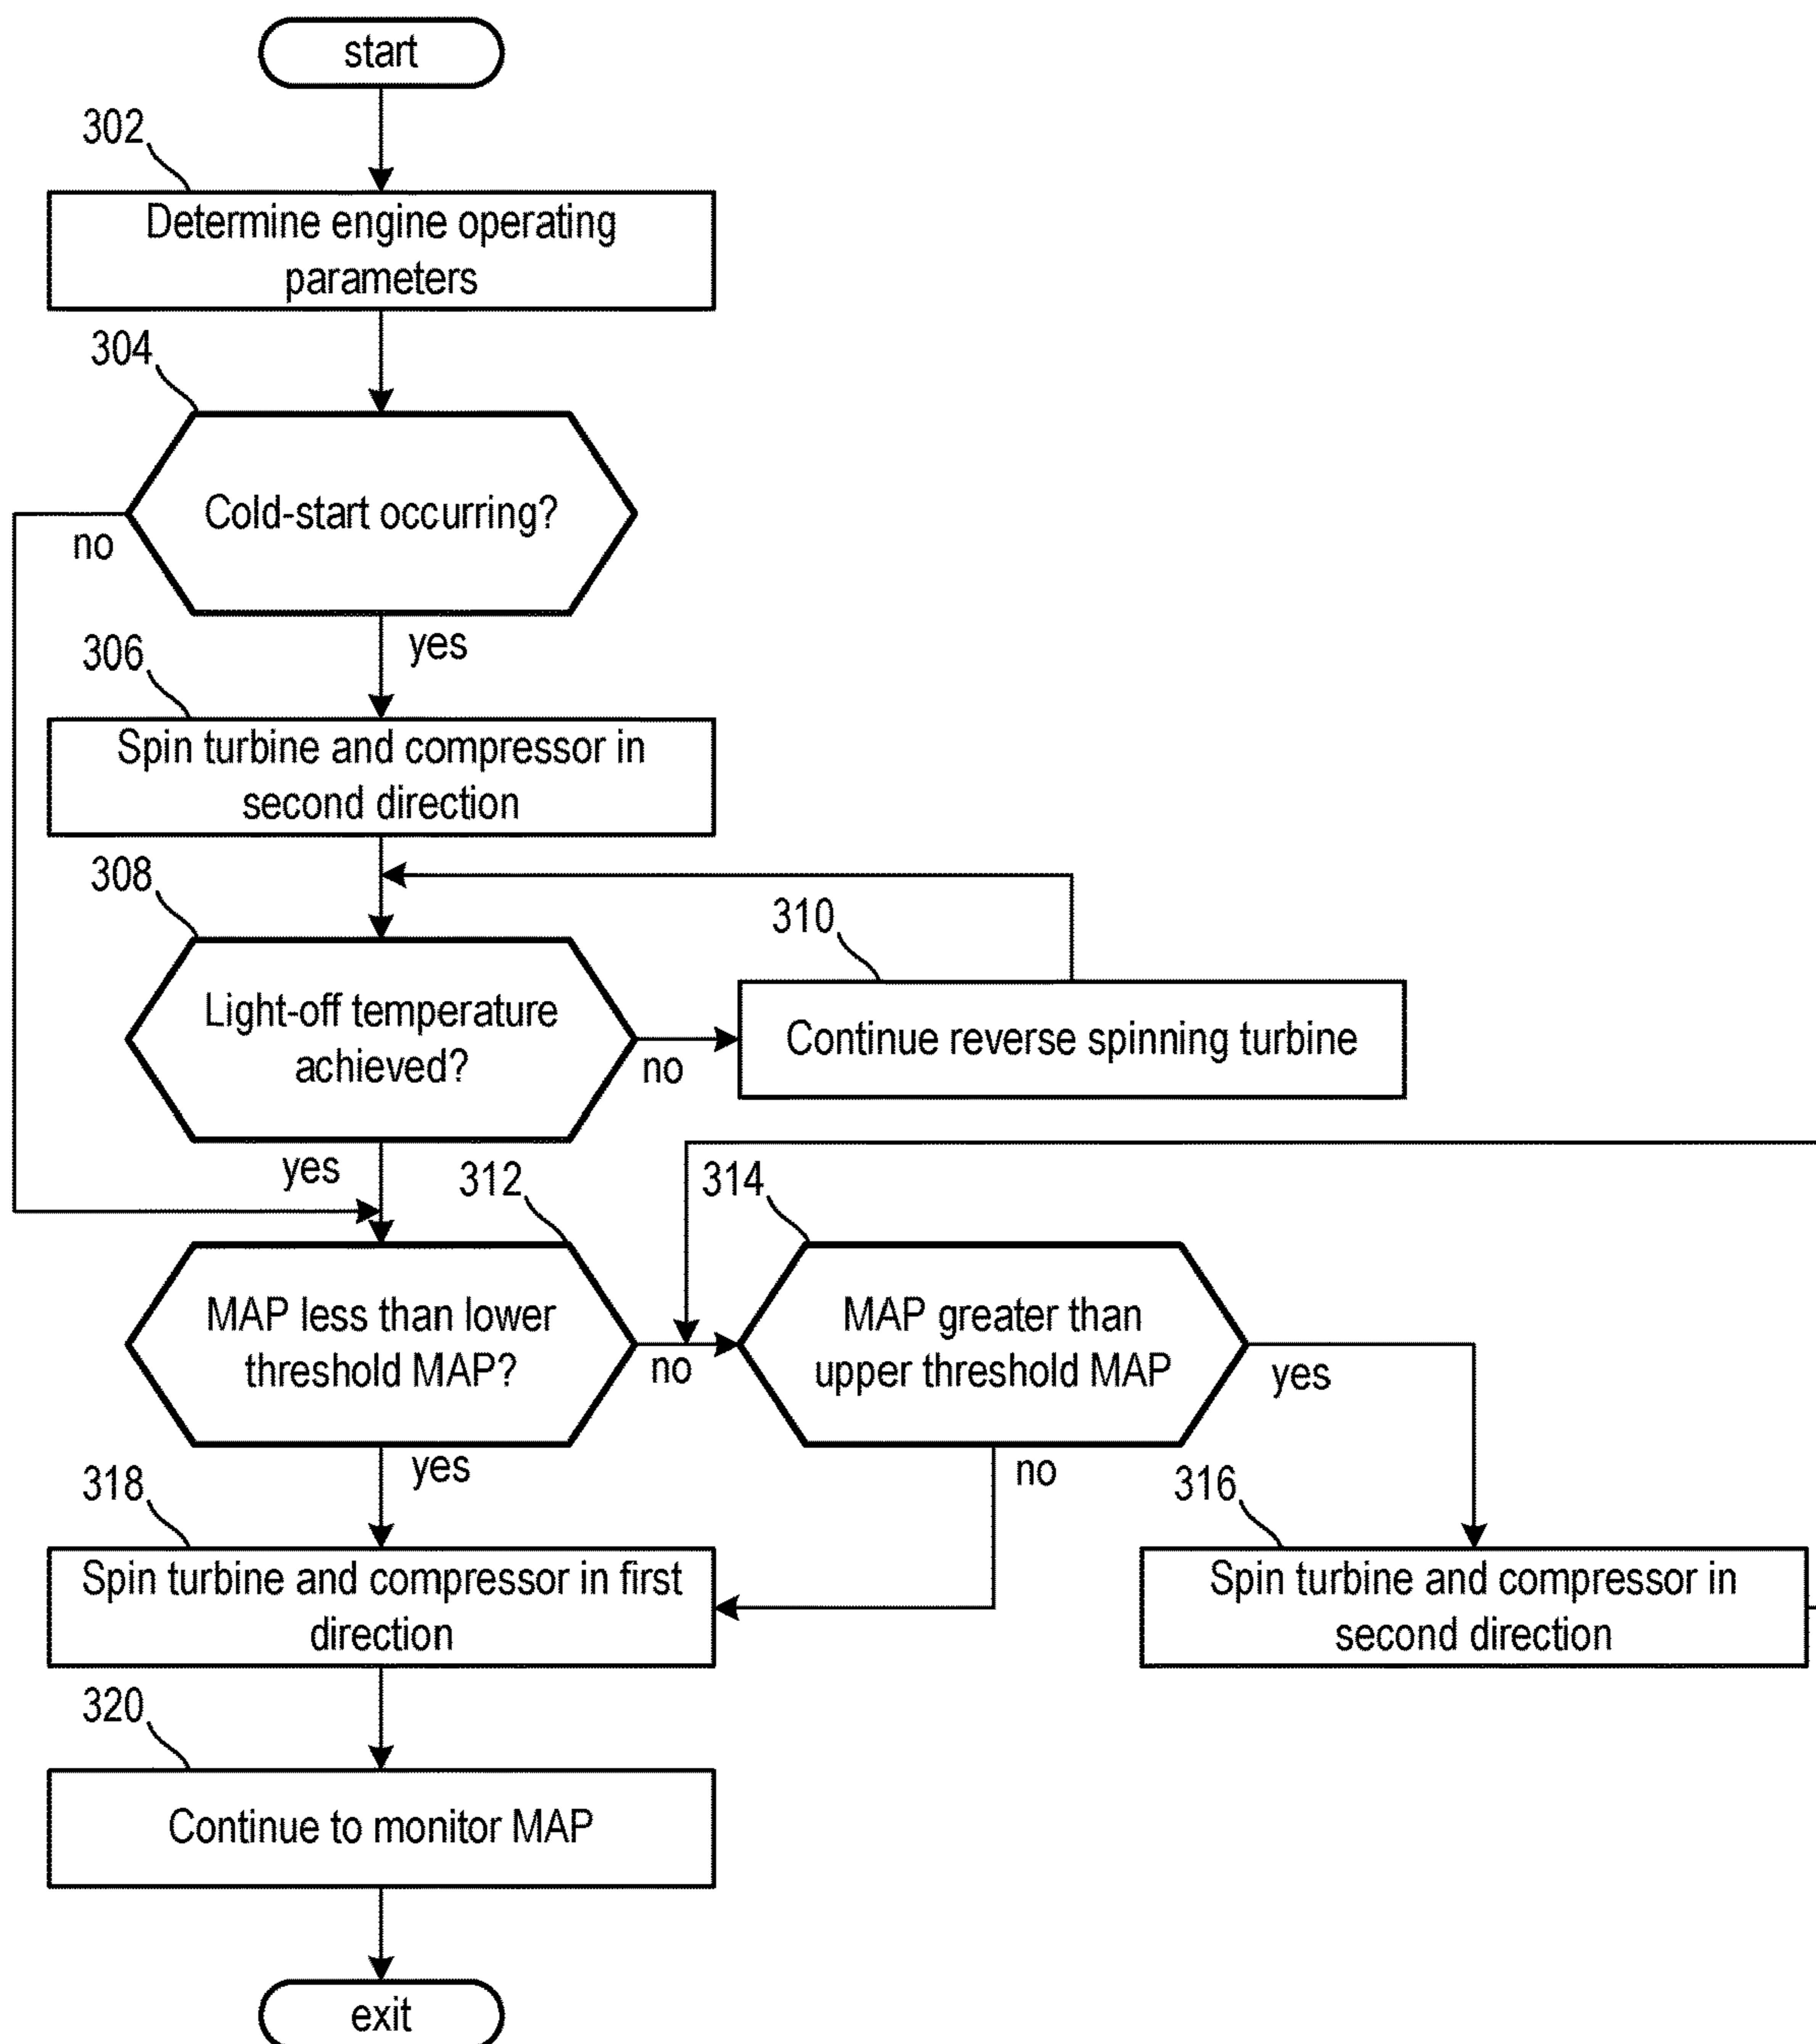 start
302
Determine engine operating
parameters
304
Cold-start occurring?
no
yes
306
Spin turbine and compressor in
second direction
308
310
Light-off temperature
achieved?
no
Continue reverse spinning turbine
yes
312
314
MAP less than lower
threshold MAP?
no
MAP greater than
upper threshold MAP
yes
yes
no
318
316
Spin turbine and compressor in first
direction
Spin turbine and compressor in
second direction
320
Continue to monitor MAP
exit